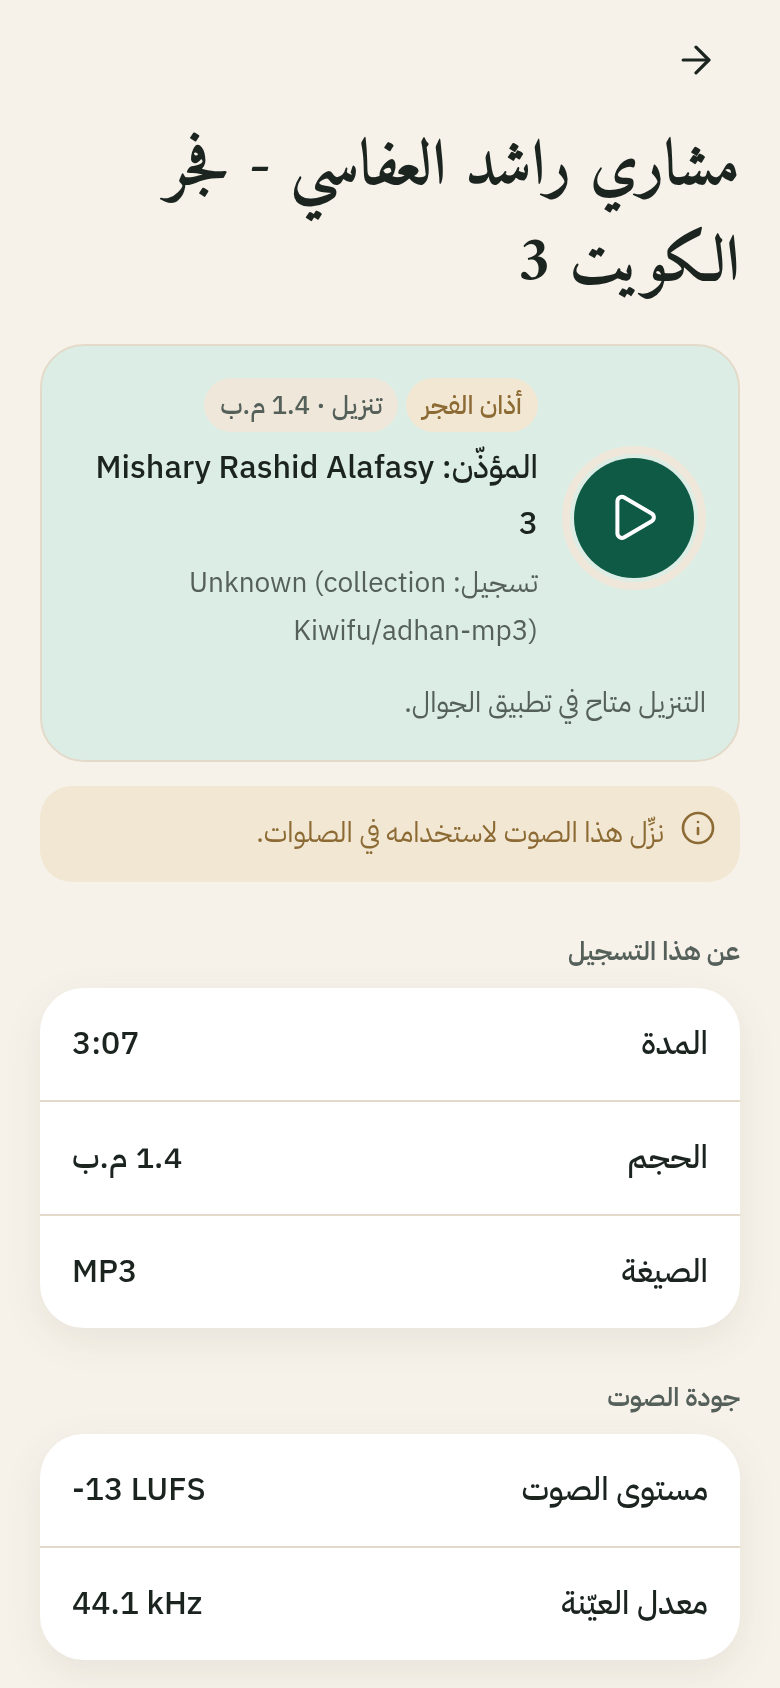 مشاري راشد العفاسي - فجر
الكويت 3
أذان الفجر
تنزيل · 1.4 م.ب
المؤذّن: Mishary Rashid Alafasy
3
تسجيل: Unknown (collection
Kiwifu/adhan-mp3)
التنزيل متاح في تطبيق الجوال.
نزِّل هذا الصوت لاستخدامه في الصلوات.
عن هذا التسجيل
المدة
3:07
الحجم
1.4 م.ب
الصيغة
MP3
جودة الصوت
مستوى الصوت
-13 LUFS
معدل العيّنة
44.1 kHz